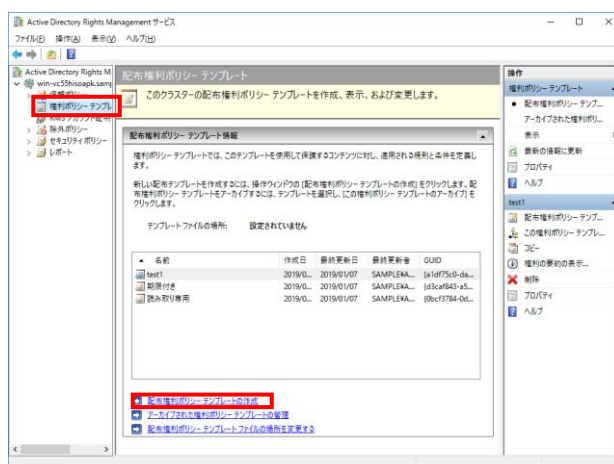 Active Directory Rights Management サービス
ファイル(F) 操作(A) 表示(V) ヘルプ(H)
Active Directory Rights M
win-vc55hisoapk.samp
権利ポリシー テンプレ
除外ポリシー
セキュリティ ポリシー
レポート
配布権利ポリシー テンプレート
このクラスターの配布権利ポリシー テンプレートを作成、表示、および変更します。
配布権利ポリシー テンプレート情報
権利ポリシー テンプレートでは、このテンプレートを使用して保護するコンテンツに対し、適用される規則と条件を定義し
ます。
新しい配布テンプレートを作成するには、操作ウィンドウの [配布権利ポリシー テンプレートの作成] をクリックします。配
布権利ポリシー テンプレートをアーカイブするには、テンプレートを選択し、[この権利ポリシー テンプレートのアーカイブ] を
クリックします。
テンプレート ファイルの場所: 設定されていません
名前 作成日 最終更新日 最終更新者 GUID
test1 2019/0... 2019/01/07 SAMPLE¥A... {a1df75c0-da...
期限付き 2019/0... 2019/01/07 SAMPLE¥A... {d3caf843-a5...
読み取り専用 2019/0... 2019/01/07 SAMPLE¥A... {0bcf3784-0d...
配布権利ポリシー テンプレートの作成
アーカイブされた権利ポリシー テンプレートの管理
配布権利ポリシー テンプレート ファイルの場所を変更する
操作
権利ポリシー テンプレート
配布権利ポリシー テンプ...
アーカイブされた権利ポリ...
表示
最新の情報に更新
プロパティ
ヘルプ
test1
配布権利ポリシー テンプ...
この権利ポリシー テンプレ...
コピー
権利の要約の表示...
削除
プロパティ
ヘルプ